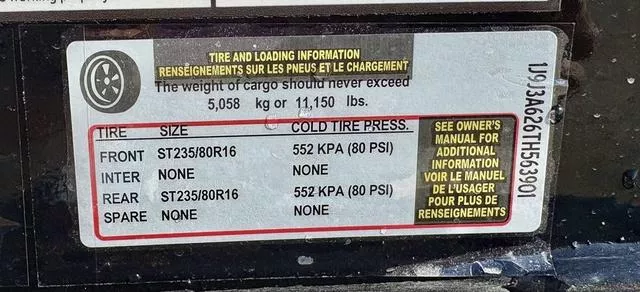 TIRE AND LOADING INFORMATION
RENSEIGNEMENTS SUR LES PNEUS ET LE CHARGEMENT
The weight of cargo should never exceed
5,058 kg or 11,150 lbs.
TIRE SIZE COLD TIRE PRESS.
FRONT ST235/80R16 552 KPA (80 PSI)
INTER NONE NONE
REAR ST235/80R16 552 KPA (80 PSI)
SPARE NONE NONE
SEE OWNER'S
MANUAL FOR
ADDITIONAL
INFORMATION
VOIR LE MANUEL
DE L'USAGER
POUR PLUS DE
RENSEIGNEMENTS